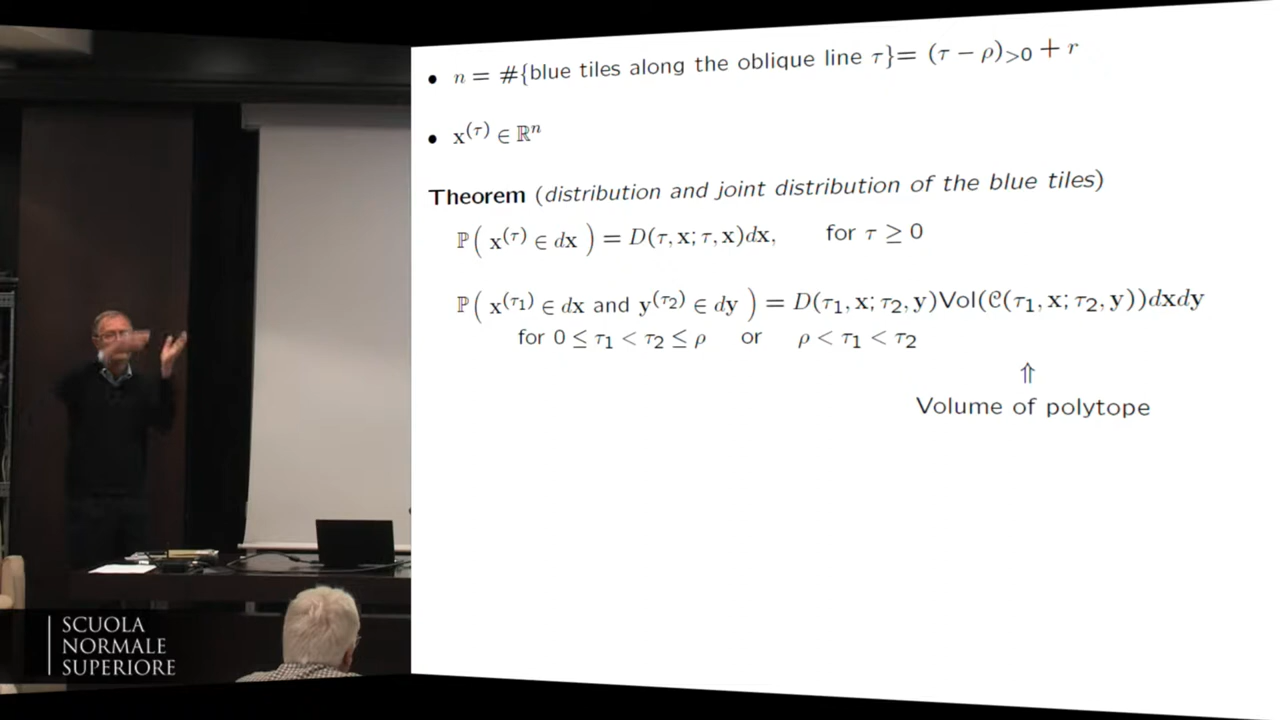 • n = #{blue tiles along the oblique line τ} = (τ − ρ)_{>0} + r
• x^{(τ)} ∈ ℝⁿ
Theorem (distribution and joint distribution of the blue tiles)
ℙ( x^{(τ)} ∈ dx ) = D(τ, x; τ, x)dx, for τ ≥ 0
ℙ( x^{(τ₁)} ∈ dx and y^{(τ₂)} ∈ dy ) = D(τ₁, x; τ₂, y)Vol(𝒞(τ₁, x; τ₂, y))dxdy
for 0 ≤ τ₁ < τ₂ ≤ ρ or ρ < τ₁ < τ₂
⇑
Volume of polytope
SCUOLA
NORMALE
SUPERIORE